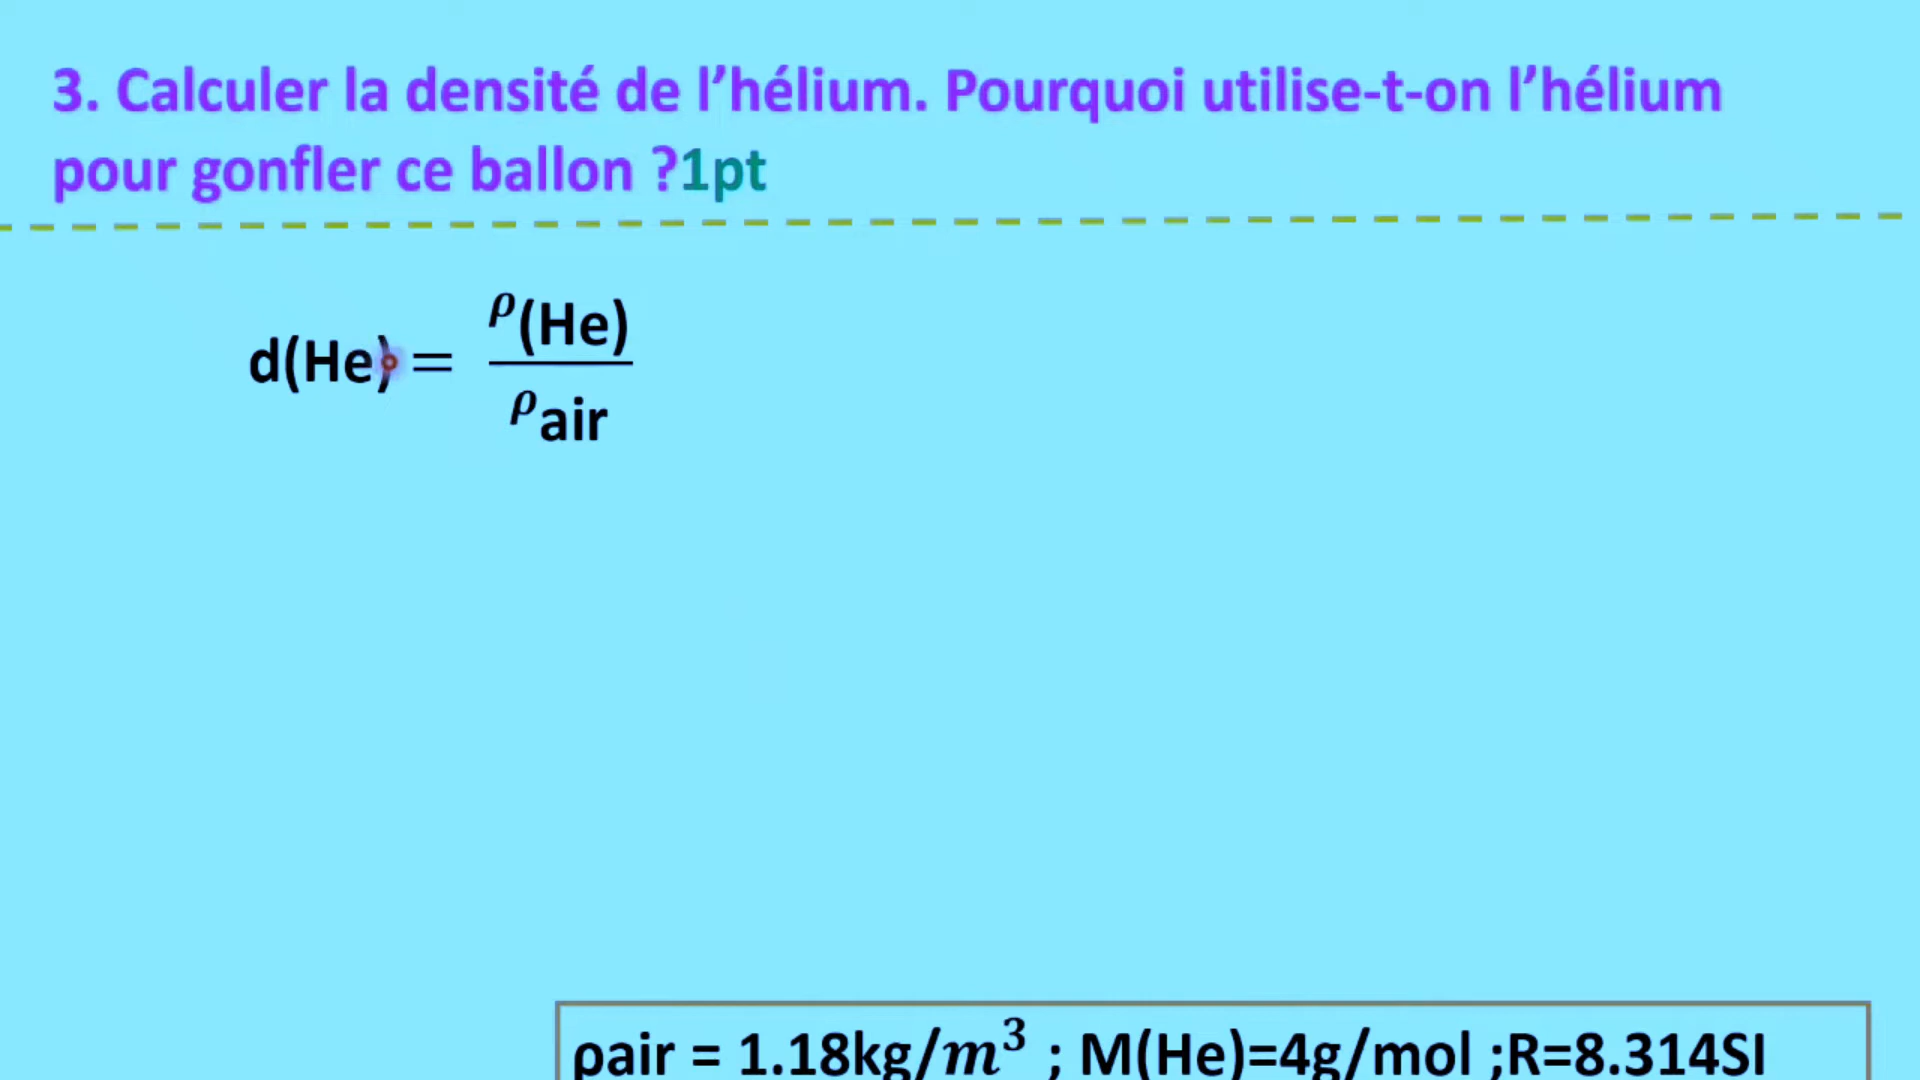 3. Calculer la densité de l’hélium. Pourquoi utilise-t-on l’hélium
pour gonfler ce ballon ?1pt
d(He) = ρ(He) / ρair
ρair = 1.18kg/m³ ; M(He)=4g/mol ;R=8.314SI